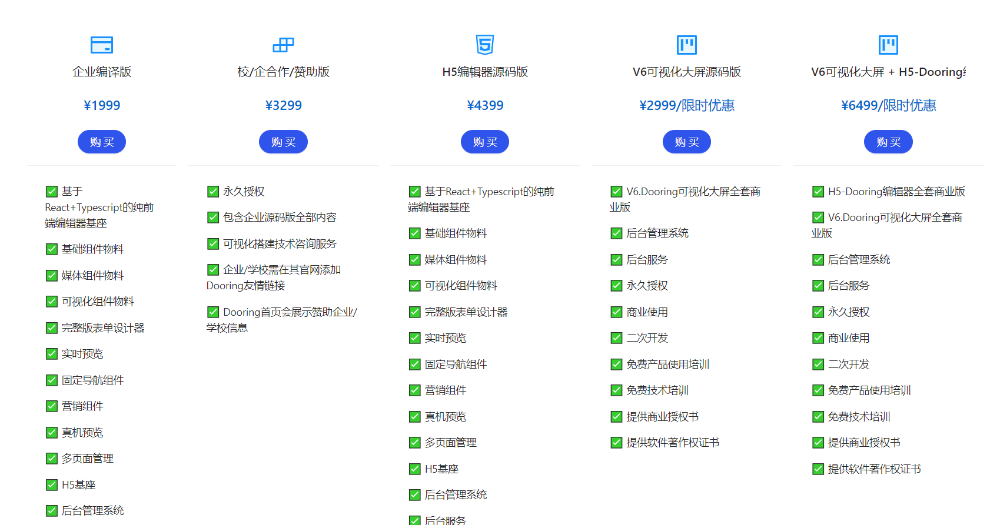 企业编译版
¥1999
购 买
基于
React+Typescript的纯前
端编辑器基座
基础组件物料
媒体组件物料
可视化组件物料
完整版表单设计器
实时预览
固定导航组件
营销组件
真机预览
多页面管理
H5基座
后台管理系统
校/企合作/赞助版
¥3299
购 买
永久授权
包含企业源码版全部内容
可视化搭建技术咨询服务
企业/学校需在其官网添加
Dooring友情链接
Dooring首页会展示赞助企业/
学校信息
H5编辑器源码版
¥4399
购 买
基于React+Typescript的纯前
端编辑器基座
基础组件物料
媒体组件物料
可视化组件物料
完整版表单设计器
实时预览
固定导航组件
营销组件
真机预览
多页面管理
H5基座
后台管理系统
后台服务
V6可视化大屏源码版
¥2999/限时优惠
购 买
V6.Dooring可视化大屏全套商
业版
后台管理系统
后台服务
永久授权
商业使用
二次开发
免费产品使用培训
免费技术培训
提供商业授权书
提供软件著作权证书
V6可视化大屏 + H5-Dooring
¥6499/限时优惠
购 买
H5-Dooring编辑器全套商业版
V6.Dooring可视化大屏全套商
业版
后台管理系统
后台服务
永久授权
商业使用
二次开发
免费产品使用培训
免费技术培训
提供商业授权书
提供软件著作权证书